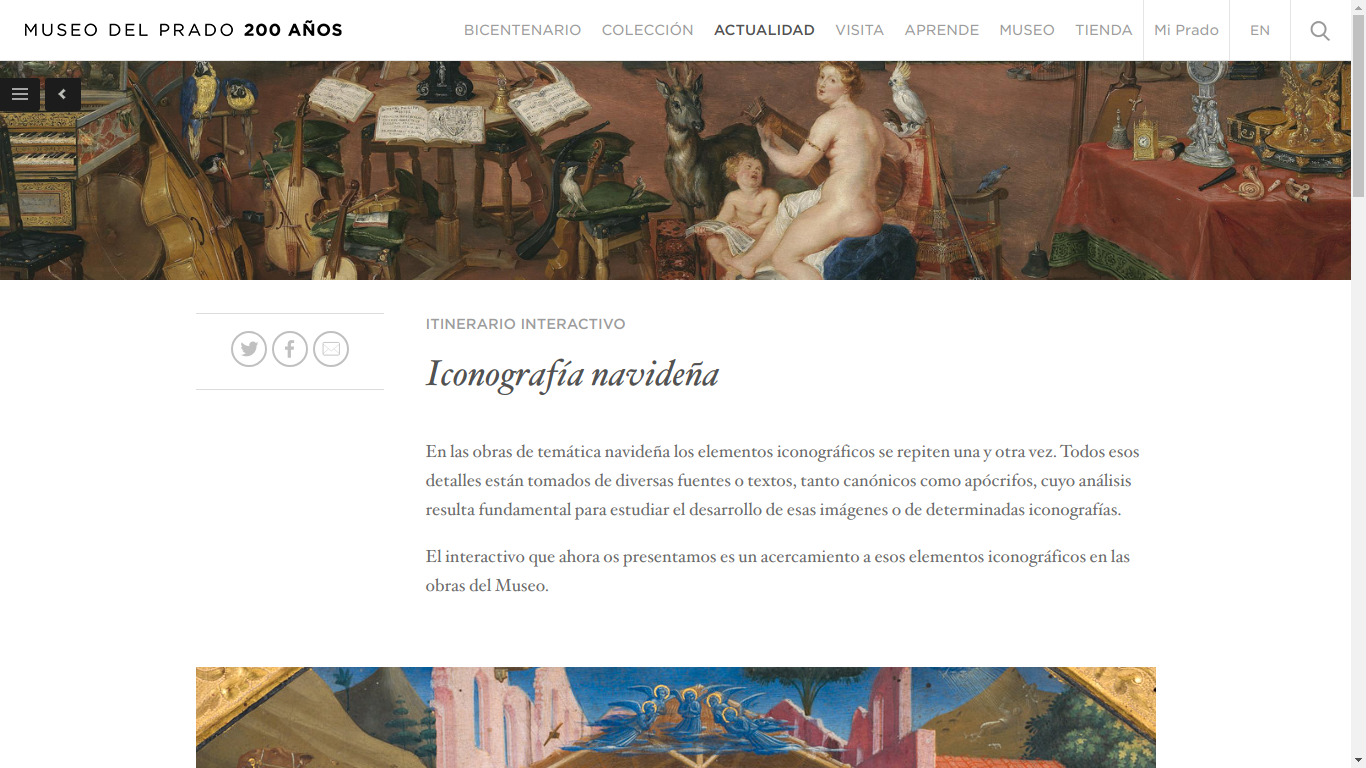 MUSEO DEL PRADO 200 AÑOS
BICENTENARIO COLECCIÓN ACTUALIDAD VISITA APRENDE MUSEO TIENDA Mi Prado EN
ITINERARIO INTERACTIVO
Iconografía navideña
En las obras de temática navideña los elementos iconográficos se repiten una y otra vez. Todos esos
detalles están tomados de diversas fuentes o textos, tanto canónicos como apócrifos, cuyo análisis
resulta fundamental para estudiar el desarrollo de esas imágenes o de determinadas iconografías.
El interactivo que ahora os presentamos es un acercamiento a esos elementos iconográficos en las
obras del Museo.